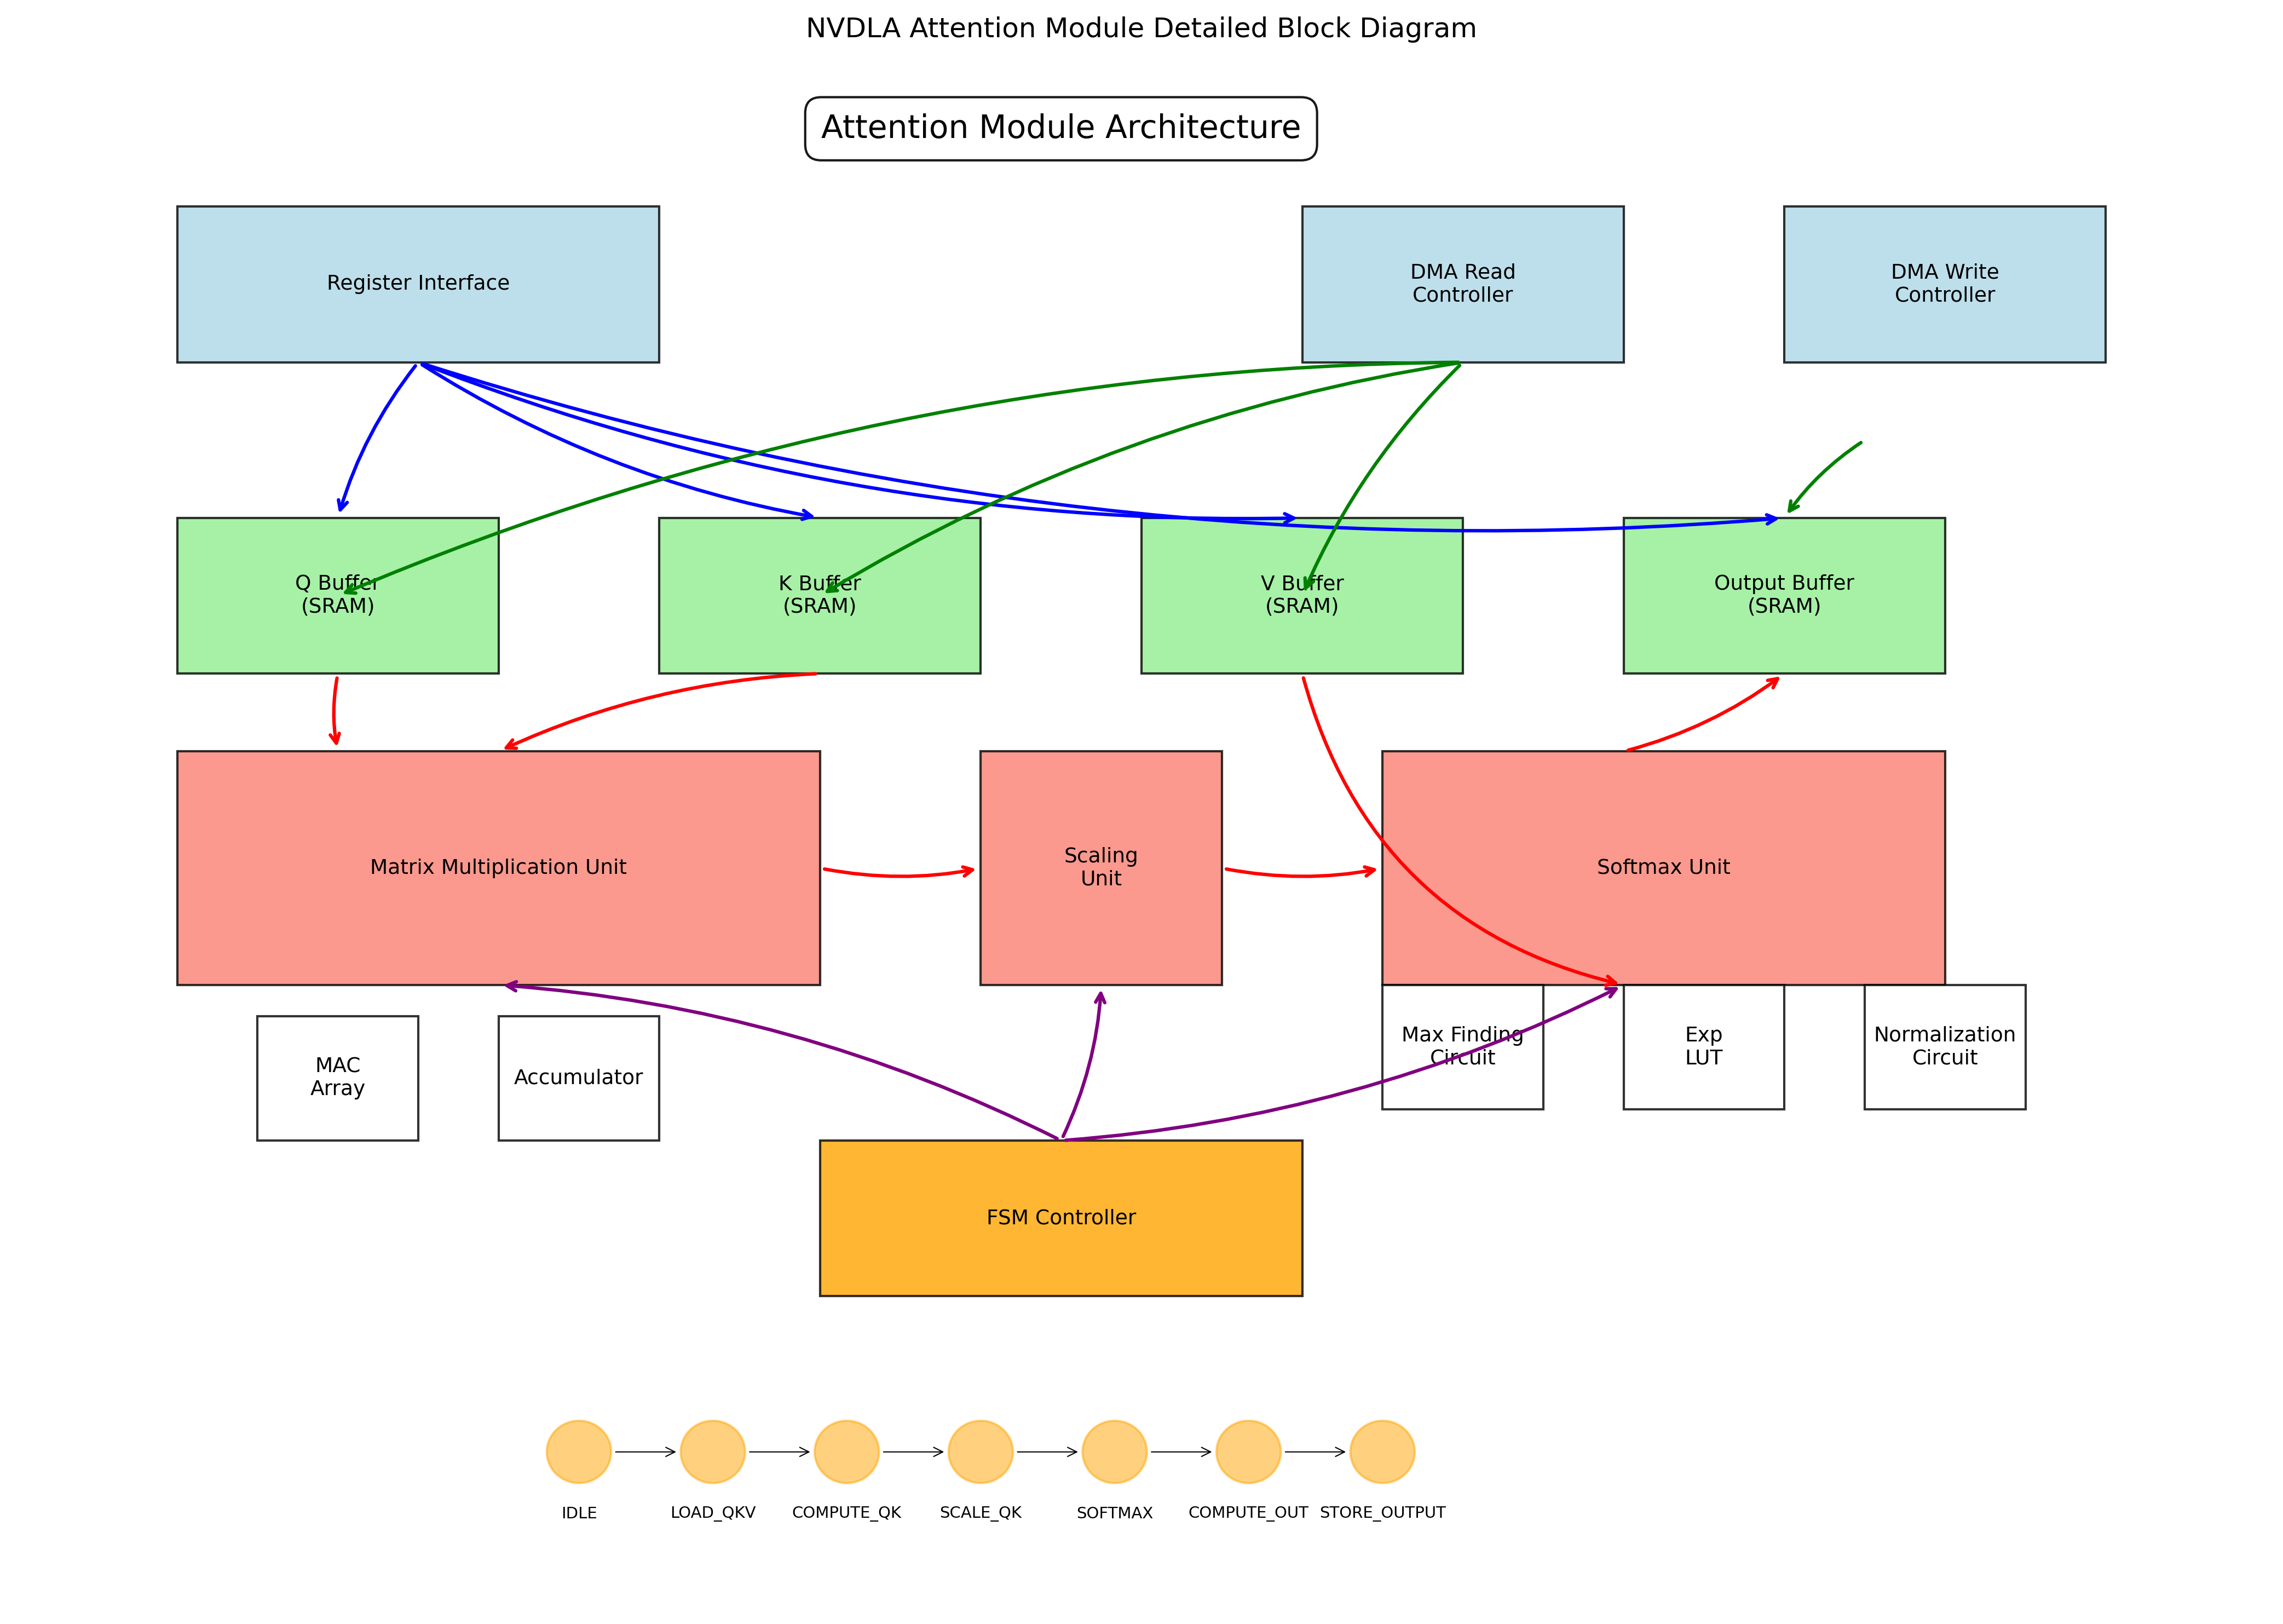 NVDLA Attention Module Detailed Block Diagram
Attention Module Architecture
Register Interface
DMA Read
Controller
DMA Write
Controller
Q Buffer
(SRAM)
K Buffer
(SRAM)
V Buffer
(SRAM)
Output Buffer
(SRAM)
Matrix Multiplication Unit
Scaling
Unit
Softmax Unit
MAC
Array
Accumulator
Max Finding
Circuit
Exp
LUT
Normalization
Circuit
FSM Controller
IDLE
LOAD_QKV
COMPUTE_QK
SCALE_QK
SOFTMAX
COMPUTE_OUT
STORE_OUTPUT